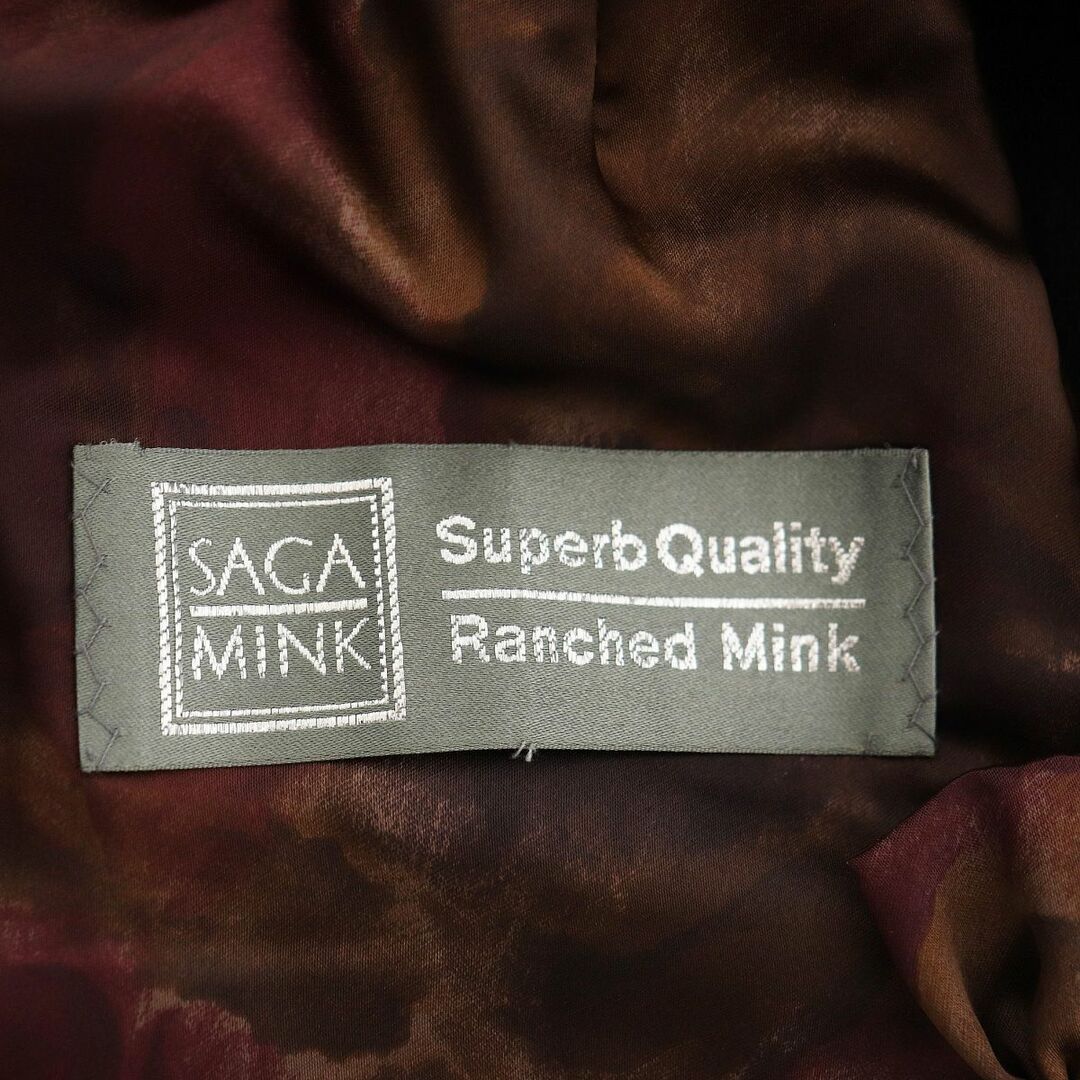 SAGA
MINK
Superb Quality
Ranched Mink